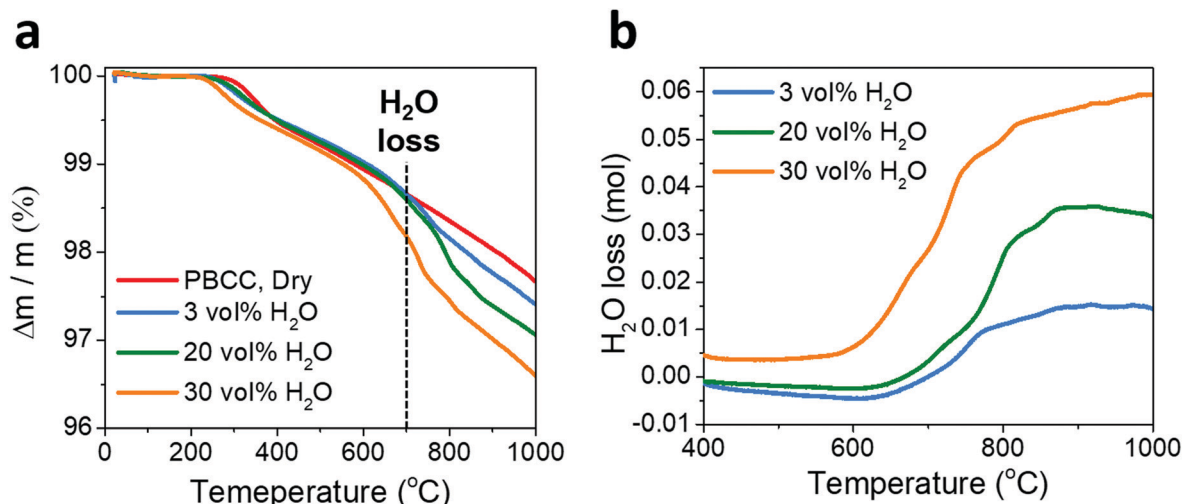 a
100
99
98
97
96
Δm / m (%)
H₂O
loss
PBCC, Dry
3 vol% H₂O
20 vol% H₂O
30 vol% H₂O
0 200 400 600 800 1000
Temeperature (°C)
b
0.06
0.05
0.04
0.03
0.02
0.01
0.00
-0.01
H₂O loss (mol)
3 vol% H₂O
20 vol% H₂O
30 vol% H₂O
400 600 800 1000
Temperature (°C)